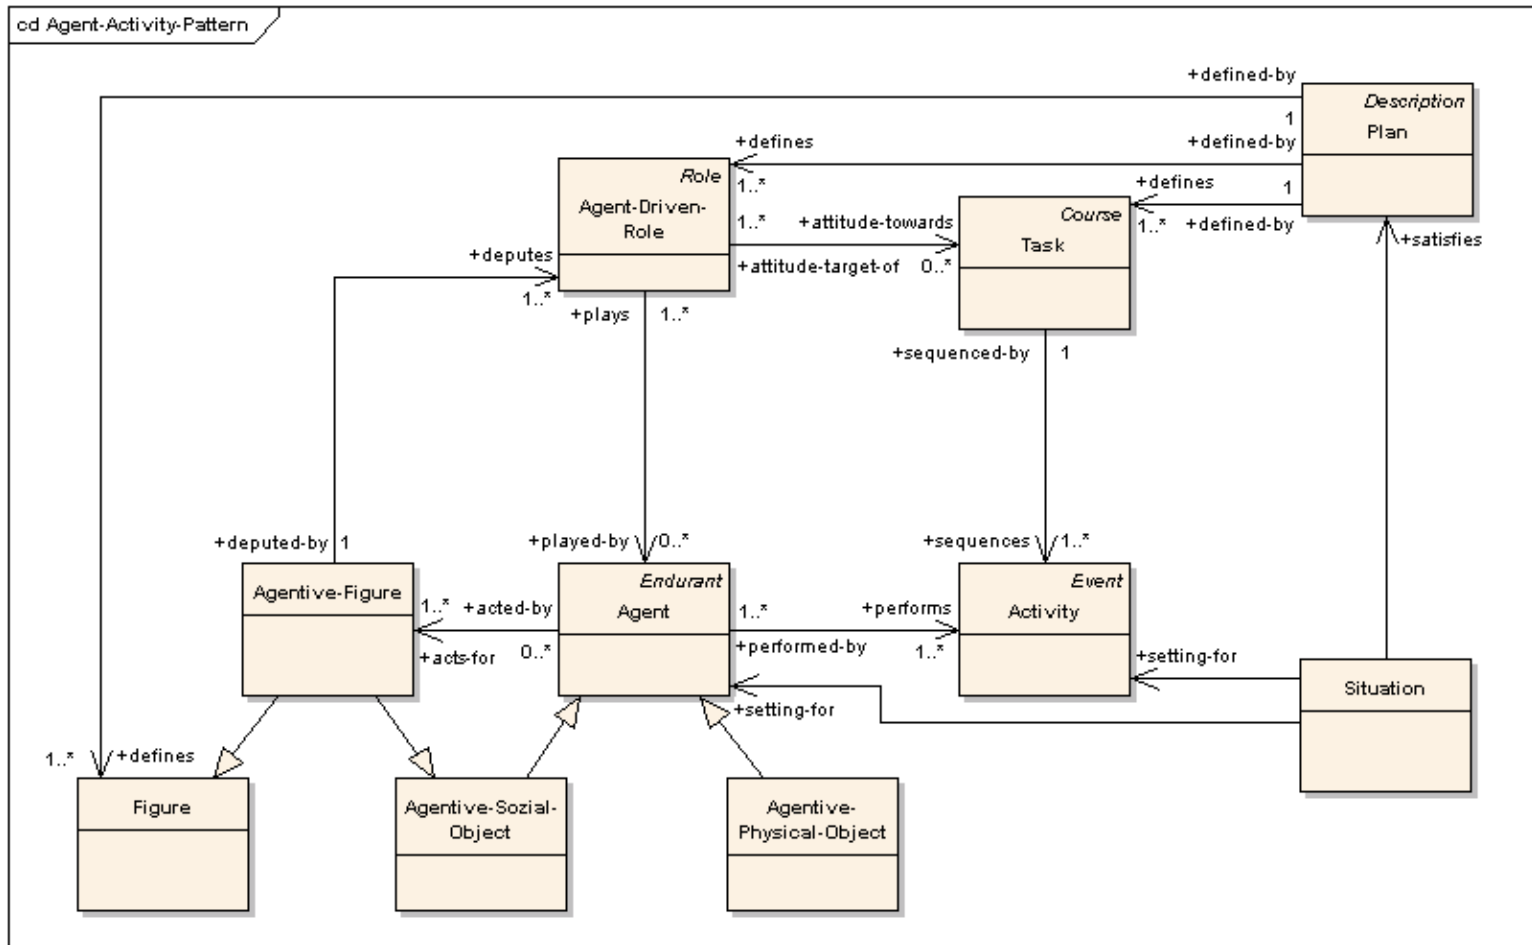 cd Agent-Activity-Pattern
+defined-by
1
Description
Plan
+defines
1..*
+defined-by
1
Role
Agent-Driven-
Role
+defines
1..*
+defined-by
Course
Task
1..*
+attitude-towards
+attitude-target-of
0..*
+satisfies
+deputes
1..*
+plays
1..*
+sequenced-by
1
+deputed-by
1
+played-by
0..*
+sequences
1..*
Agentive-Figure
1..*
+acted-by
+acts-for
0..*
Endurant
Agent
1..*
+performs
+performed-by
1..*
Event
Activity
+setting-for
Situation
+setting-for
1..*
+defines
Figure
Agentive-Sozial-
Object
Agentive-
Physical-Object